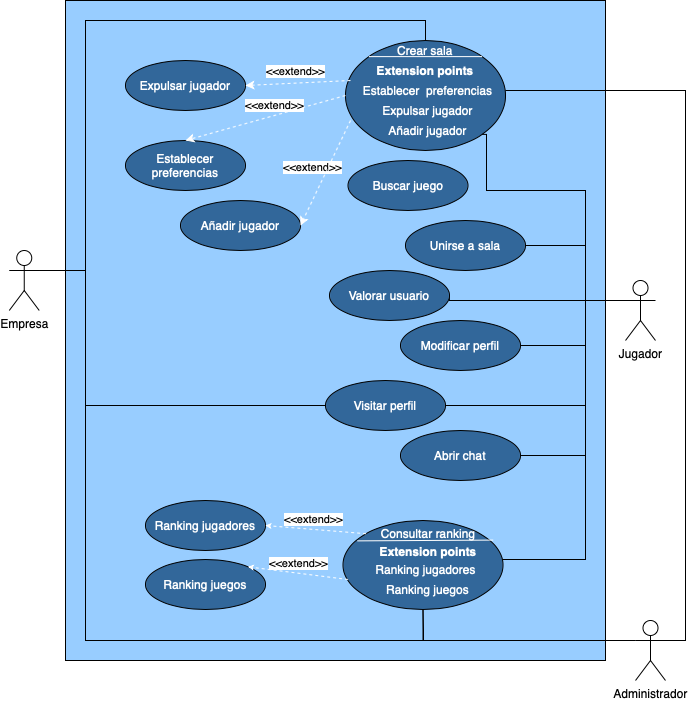 Crear sala
Extension points
Establecer preferencias
Expulsar jugador
Añadir jugador
<<extend>>
Expulsar jugador
<<extend>>
Establecer
preferencias
<<extend>>
Añadir jugador
Buscar juego
Unirse a sala
Valorar usuario
Modificar perfil
Visitar perfil
Abrir chat
Empresa
Jugador
Ranking jugadores
<<extend>>
Consultar ranking
Extension points
Ranking jugadores
Ranking juegos
<<extend>>
Ranking juegos
Administrador